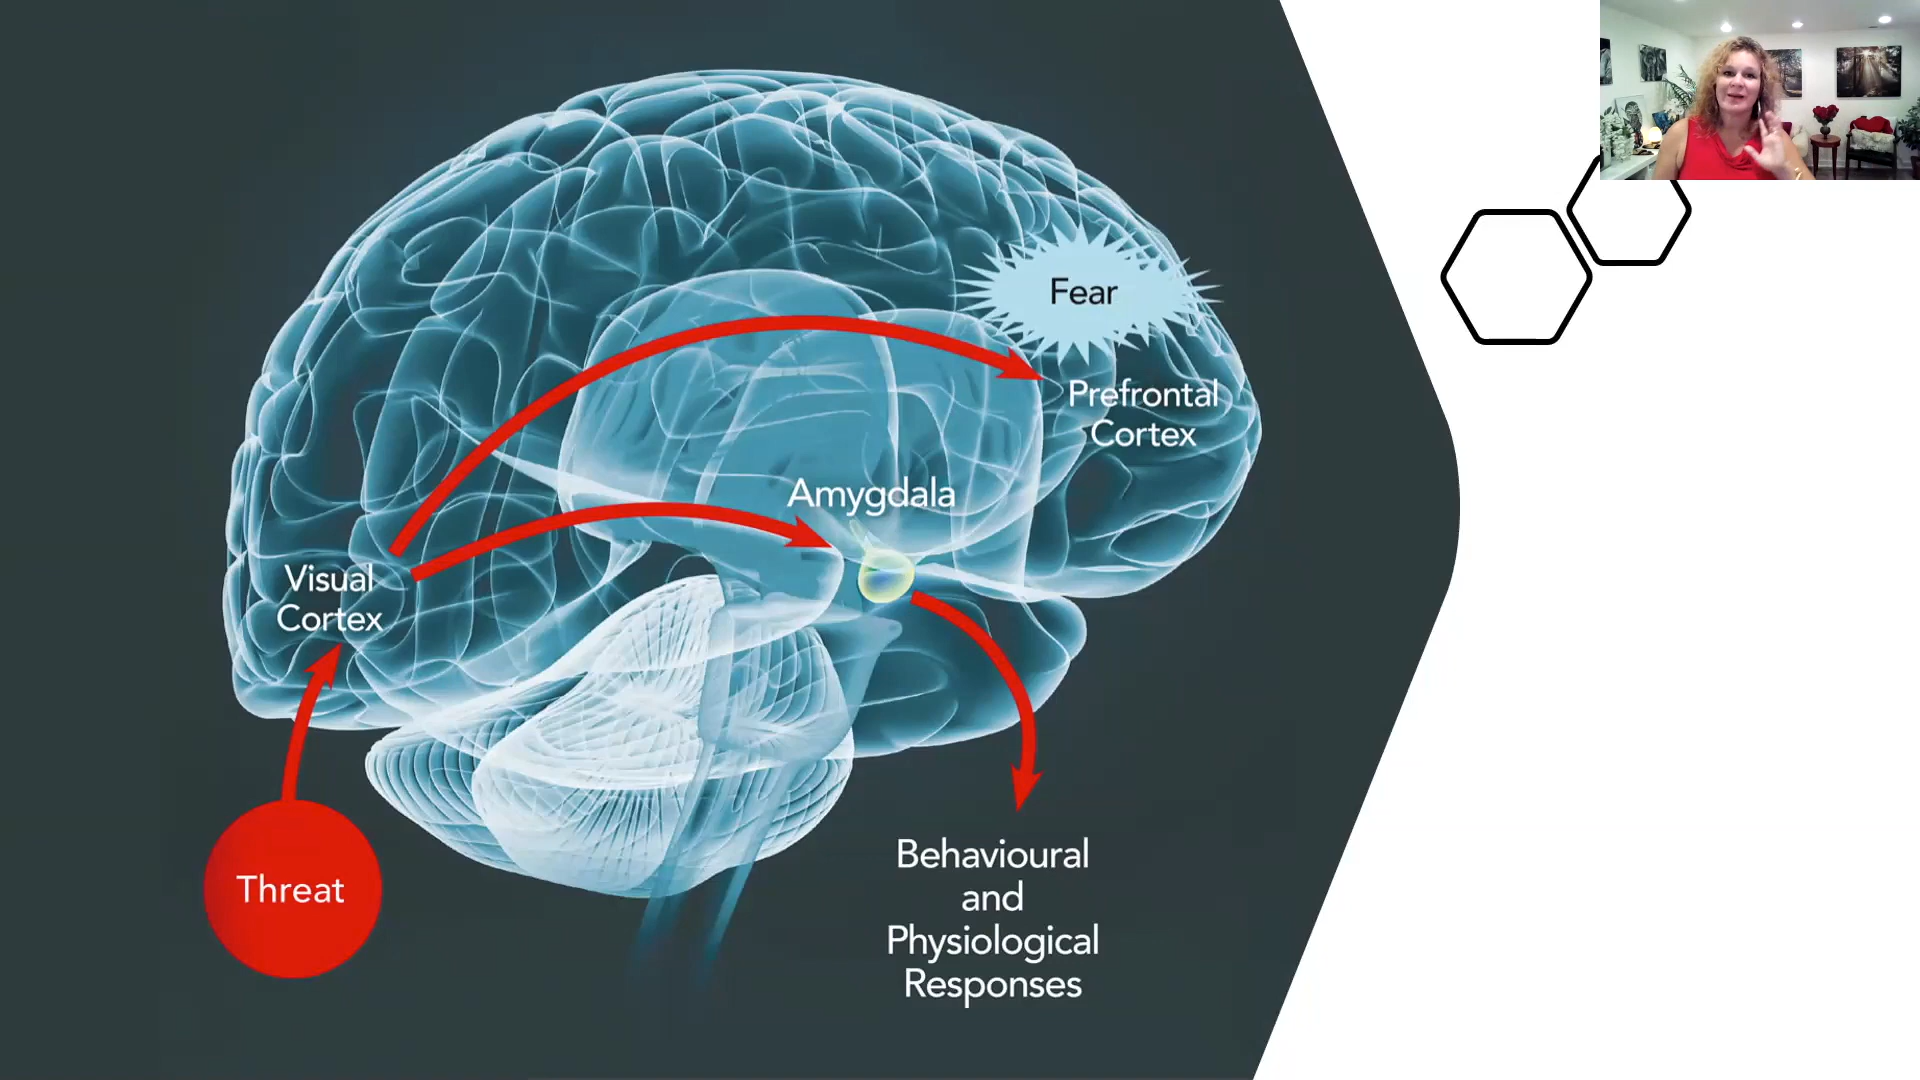 Fear
Prefrontal
Cortex
Amygdala
Visual
Cortex
Threat
Behavioural
and
Physiological
Responses